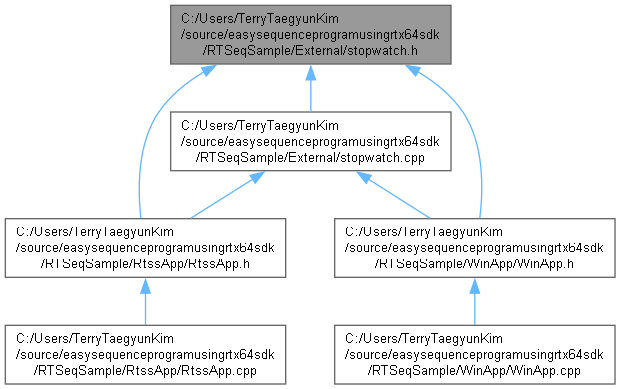 C:/Users/TerryTaegyunKim
/source/easysequenceprogramusingrtx64sdk
/RTSeqSample/External/stopwatch.h
C:/Users/TerryTaegyunKim
/source/easysequenceprogramusingrtx64sdk
/RTSeqSample/External/stopwatch.cpp
C:/Users/TerryTaegyunKim
/source/easysequenceprogramusingrtx64sdk
/RTSeqSample/RtssApp/RtssApp.h
C:/Users/TerryTaegyunKim
/source/easysequenceprogramusingrtx64sdk
/RTSeqSample/WinApp/WinApp.h
C:/Users/TerryTaegyunKim
/source/easysequenceprogramusingrtx64sdk
/RTSeqSample/RtssApp/RtssApp.cpp
C:/Users/TerryTaegyunKim
/source/easysequenceprogramusingrtx64sdk
/RTSeqSample/WinApp/WinApp.cpp